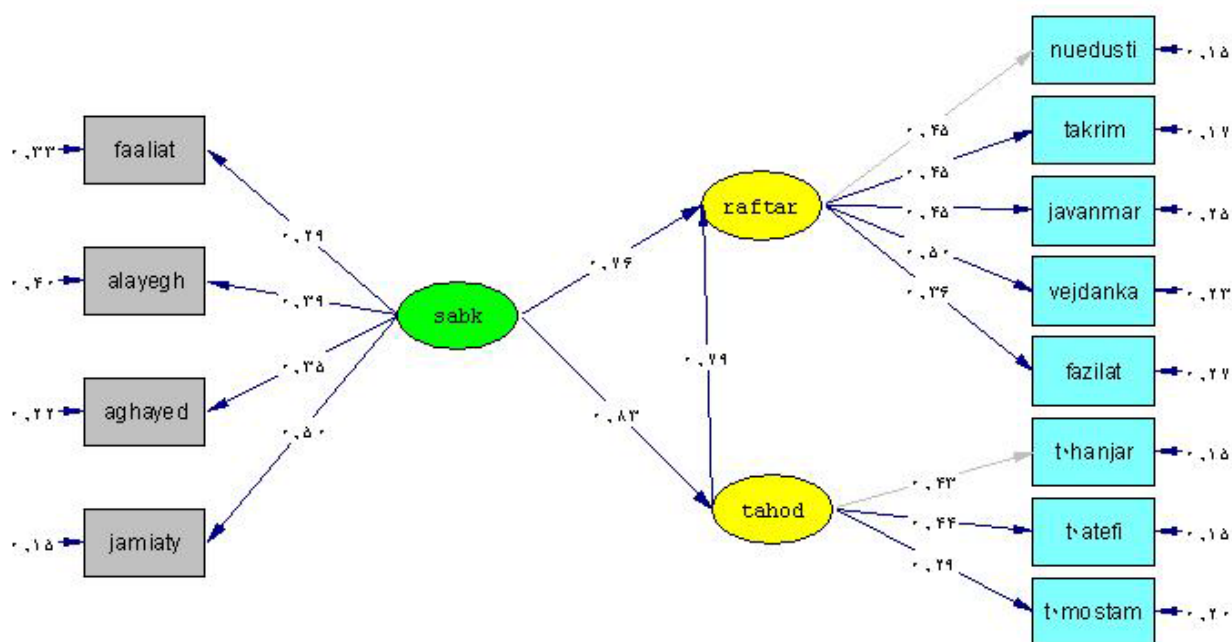 ۰,۳۳
faaliat
۰,۲۹
۰,۴۰
alayegh
۰,۳۹
۰,۲۲
aghayed
۰,۳۵
۰,۱۵
jamiaty
۰,۵۰
sabk
۰,۷۶
۰,۸۳
raftar
۰,۷۹
tahod
۰,۴۵
nuedusti
۰,۱۵
۰,۴۵
takrim
۰,۱۷
۰,۴۵
javanmar
۰,۲۵
۰,۵۰
vejdanka
۰,۲۳
۰,۳۶
fazilat
۰,۲۷
۰,۴۳
t۰hanjar
۰,۱۵
۰,۴۴
t۰atefi
۰,۱۵
۰,۲۹
t۰mostam
۰,۲۰